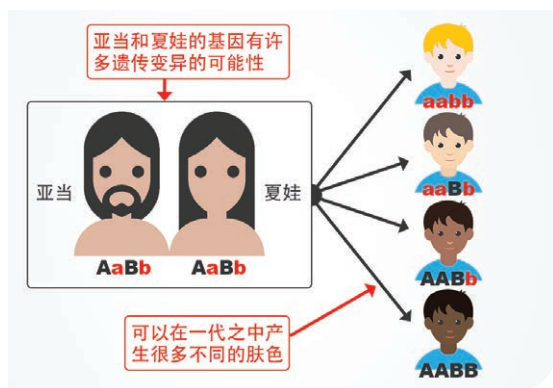 亚当和夏娃的基因有许
多遗传变异的可能性
亚当
夏娃
AaBb
AaBb
aabb
aaBb
AABb
AABB
可以在一代之中产
生很多不同的肤色